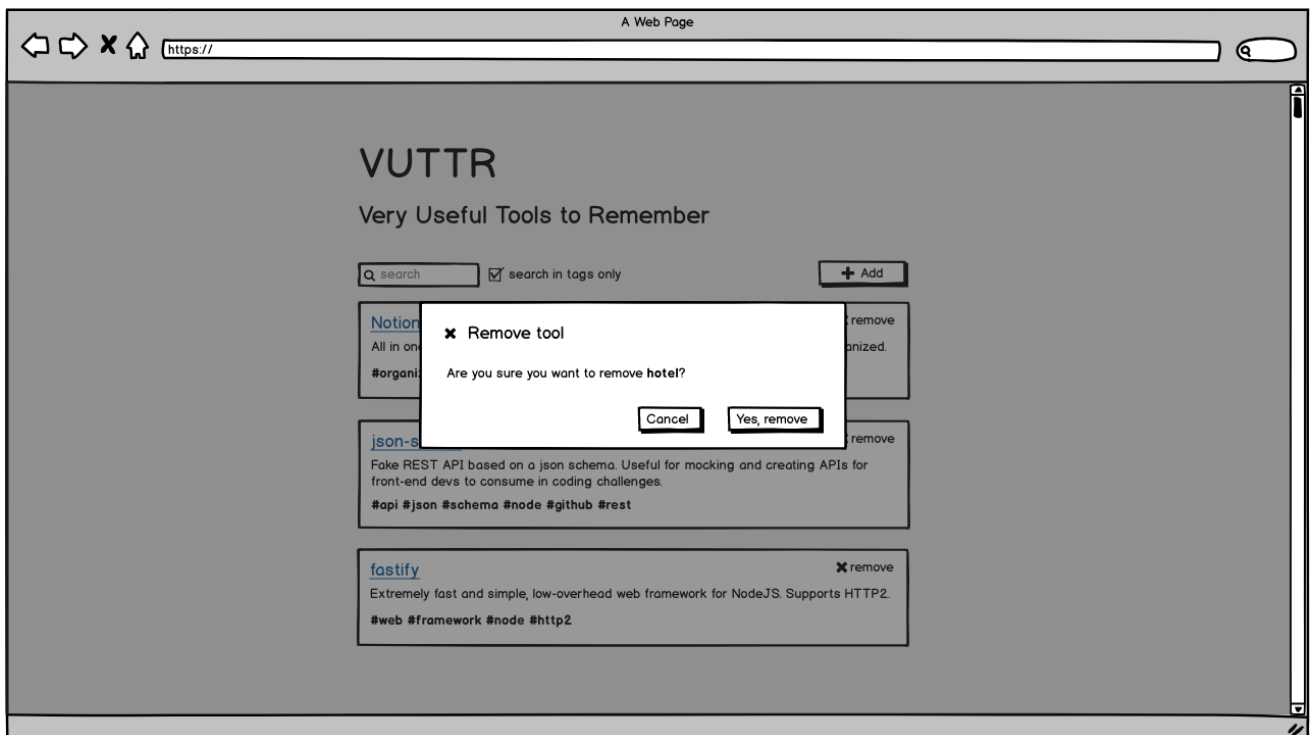 A Web Page
https://
VUTTR
Very Useful Tools to Remember
search
search in tags only
Add
Notion
remove
All in
#organi
Remove tool
Are you sure you want to remove hotel?
Cancel
Yes, remove
json-s
remove
Fake REST API based on a json schema. Useful for mocking and creating APIs for
front-end devs to consume in coding challenges.
#api #json #schema #node #github #rest
fastify
remove
Extremely fast and simple, low-overhead web framework for NodeJS. Supports HTTP2.
#web #framework #node #http2